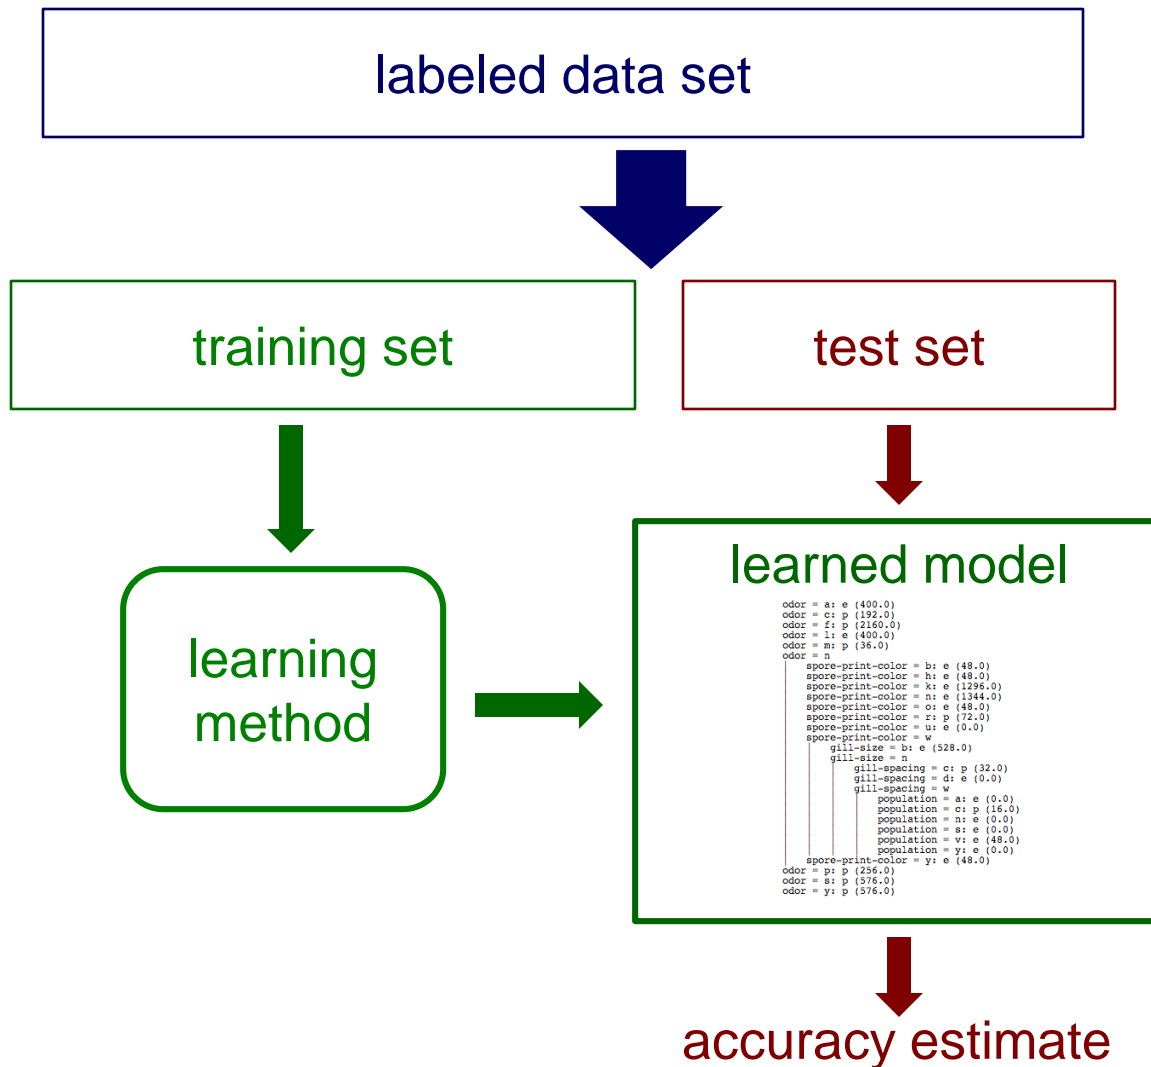 labeled data set
training set
test set
learning
method
learned model
odor = a: e (400.0)
odor = c: p (192.0)
odor = f: p (2160.0)
odor = l: e (400.0)
odor = m: p (36.0)
odor = n
|   spore-print-color = b: e (48.0)
|   spore-print-color = h: e (48.0)
|   spore-print-color = k: e (1296.0)
|   spore-print-color = n: e (1344.0)
|   spore-print-color = o: e (48.0)
|   spore-print-color = r: p (72.0)
|   spore-print-color = u: e (0.0)
|   spore-print-color = w
|   |   gill-size = b: e (528.0)
|   |   gill-size = n
|   |   |   gill-spacing = c: p (32.0)
|   |   |   gill-spacing = d: e (0.0)
|   |   |   gill-spacing = w
|   |   |   |   population = a: e (0.0)
|   |   |   |   population = c: p (16.0)
|   |   |   |   population = n: e (0.0)
|   |   |   |   population = s: e (0.0)
|   |   |   |   population = v: e (48.0)
|   |   |   |   population = y: e (0.0)
|   spore-print-color = y: e (48.0)
odor = p: p (256.0)
odor = s: p (576.0)
odor = y: p (576.0)
accuracy estimate